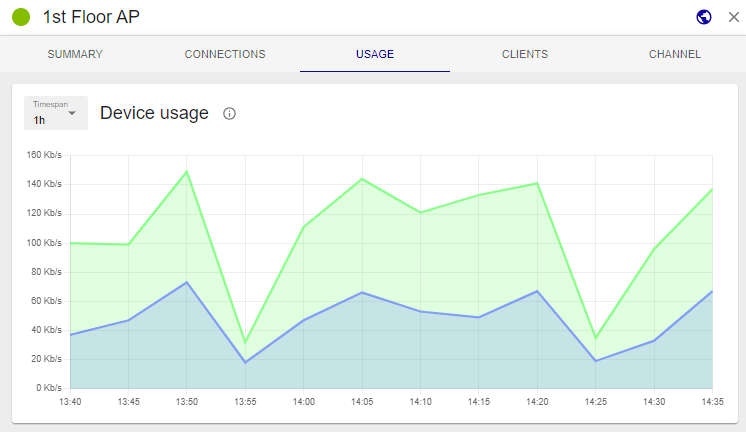 1st Floor AP
SUMMARY CONNECTIONS USAGE CLIENTS CHANNEL
Timespan
1h
Device usage
160 Kb/s
140 Kb/s
120 Kb/s
100 Kb/s
80 Kb/s
60 Kb/s
40 Kb/s
20 Kb/s
0 Kb/s
13:40 13:45 13:50 13:55 14:00 14:05 14:10 14:15 14:20 14:25 14:30 14:35